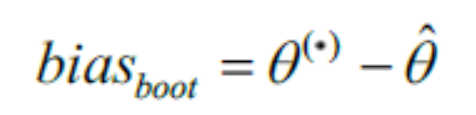 bias_boot = θ^(•) − θ̂